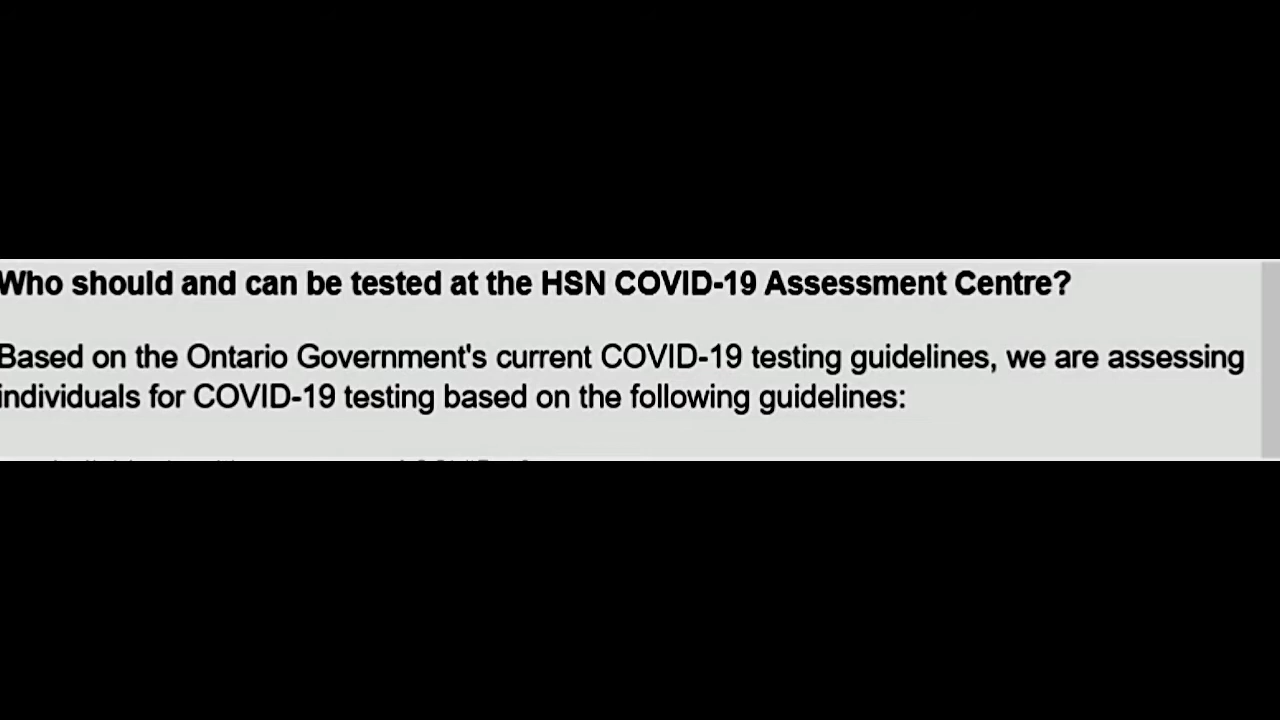 Who should and can be tested at the HSN COVID-19 Assessment Centre?
Based on the Ontario Government's current COVID-19 testing guidelines, we are assessing
individuals for COVID-19 testing based on the following guidelines: